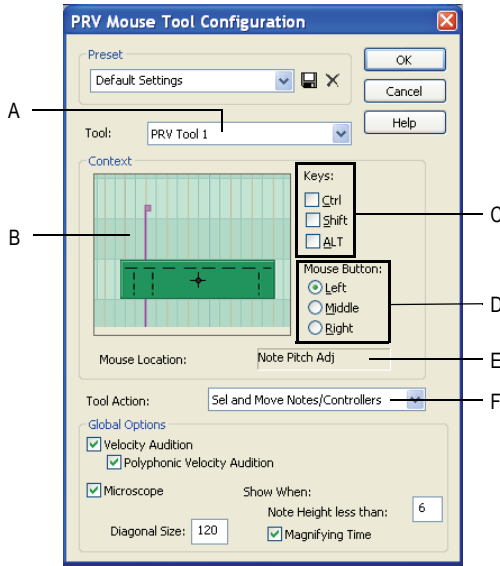 PRV Mouse Tool Configuration
Preset
Default Settings
OK
Cancel
Help
A
Tool: PRV Tool 1
Context
Keys:
Ctrl
Shift
ALT
C
B
Mouse Button:
Left
Middle
Right
D
Mouse Location: Note Pitch Adj
E
Tool Action: Sel and Move Notes/Controllers
F
Global Options
Velocity Audition
Polyphonic Velocity Audition
Microscope
Show When:
Note Height less than: 6
Diagonal Size: 120
Magnifying Time